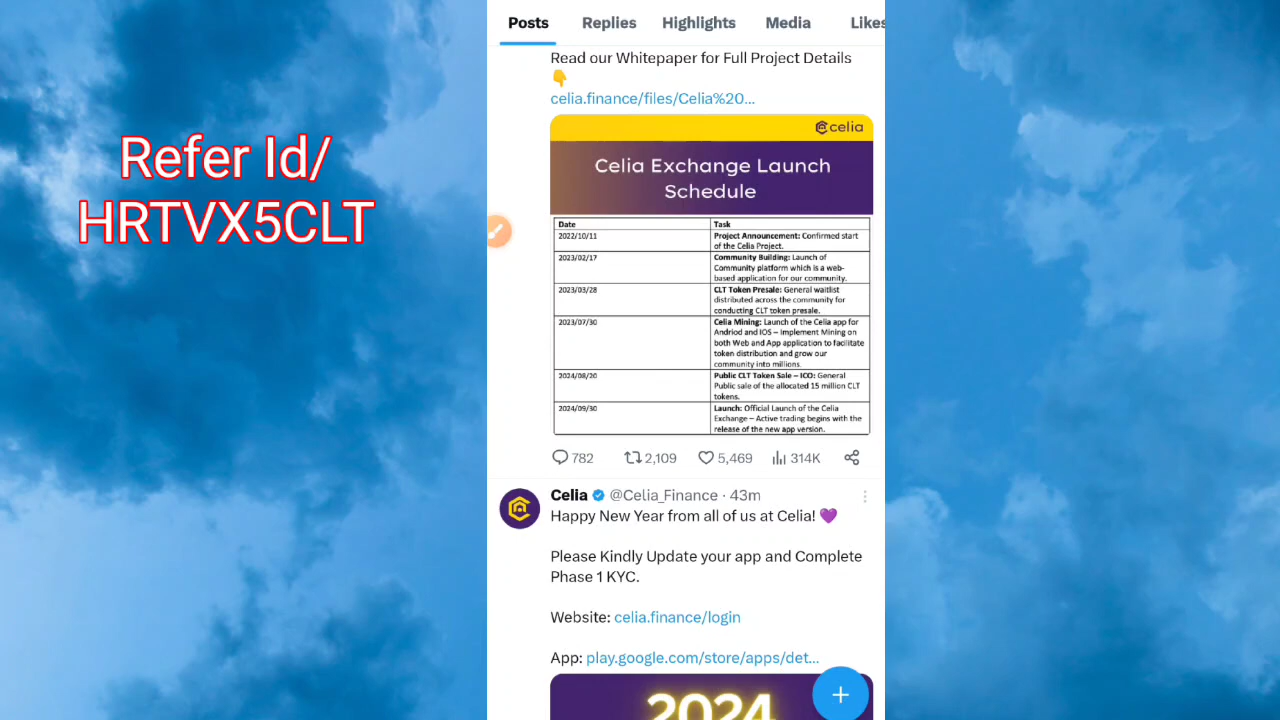 Refer Id/
HRTVX5CLT
Posts Replies Highlights Media Likes
Read our Whitepaper for Full Project Details
👇
celia.finance/files/Celia%20...
celia
Celia Exchange Launch
Schedule
Date Task
2022/10/11 Project Announcement: Confirmed start
of the Celia Project.
2023/02/17 Community Building: Launch of
Community platform which is a web-
based application for our community.
2023/03/28 CLT Token Presale: General waitlist
distributed across the community for
conducting CLT token presale.
2023/07/30 Celia Mining: Launch of the Celia app for
Andriod and IOS – Implement Mining on
both Web and App application to facilitate
token distribution and grow our
community into millions.
2024/08/20 Public CLT Token Sale – ICO: General
Public sale of the allocated 15 million CLT
tokens.
2024/09/30 Launch: Official Launch of the Celia
Exchange – Active trading begins with the
release of the new app version.
782 2,109 5,469 314K
Celia @Celia_Finance · 43m
Happy New Year from all of us at Celia! 💜
Please Kindly Update your app and Complete
Phase 1 KYC.
Website: celia.finance/login
App: play.google.com/store/apps/det...
2024